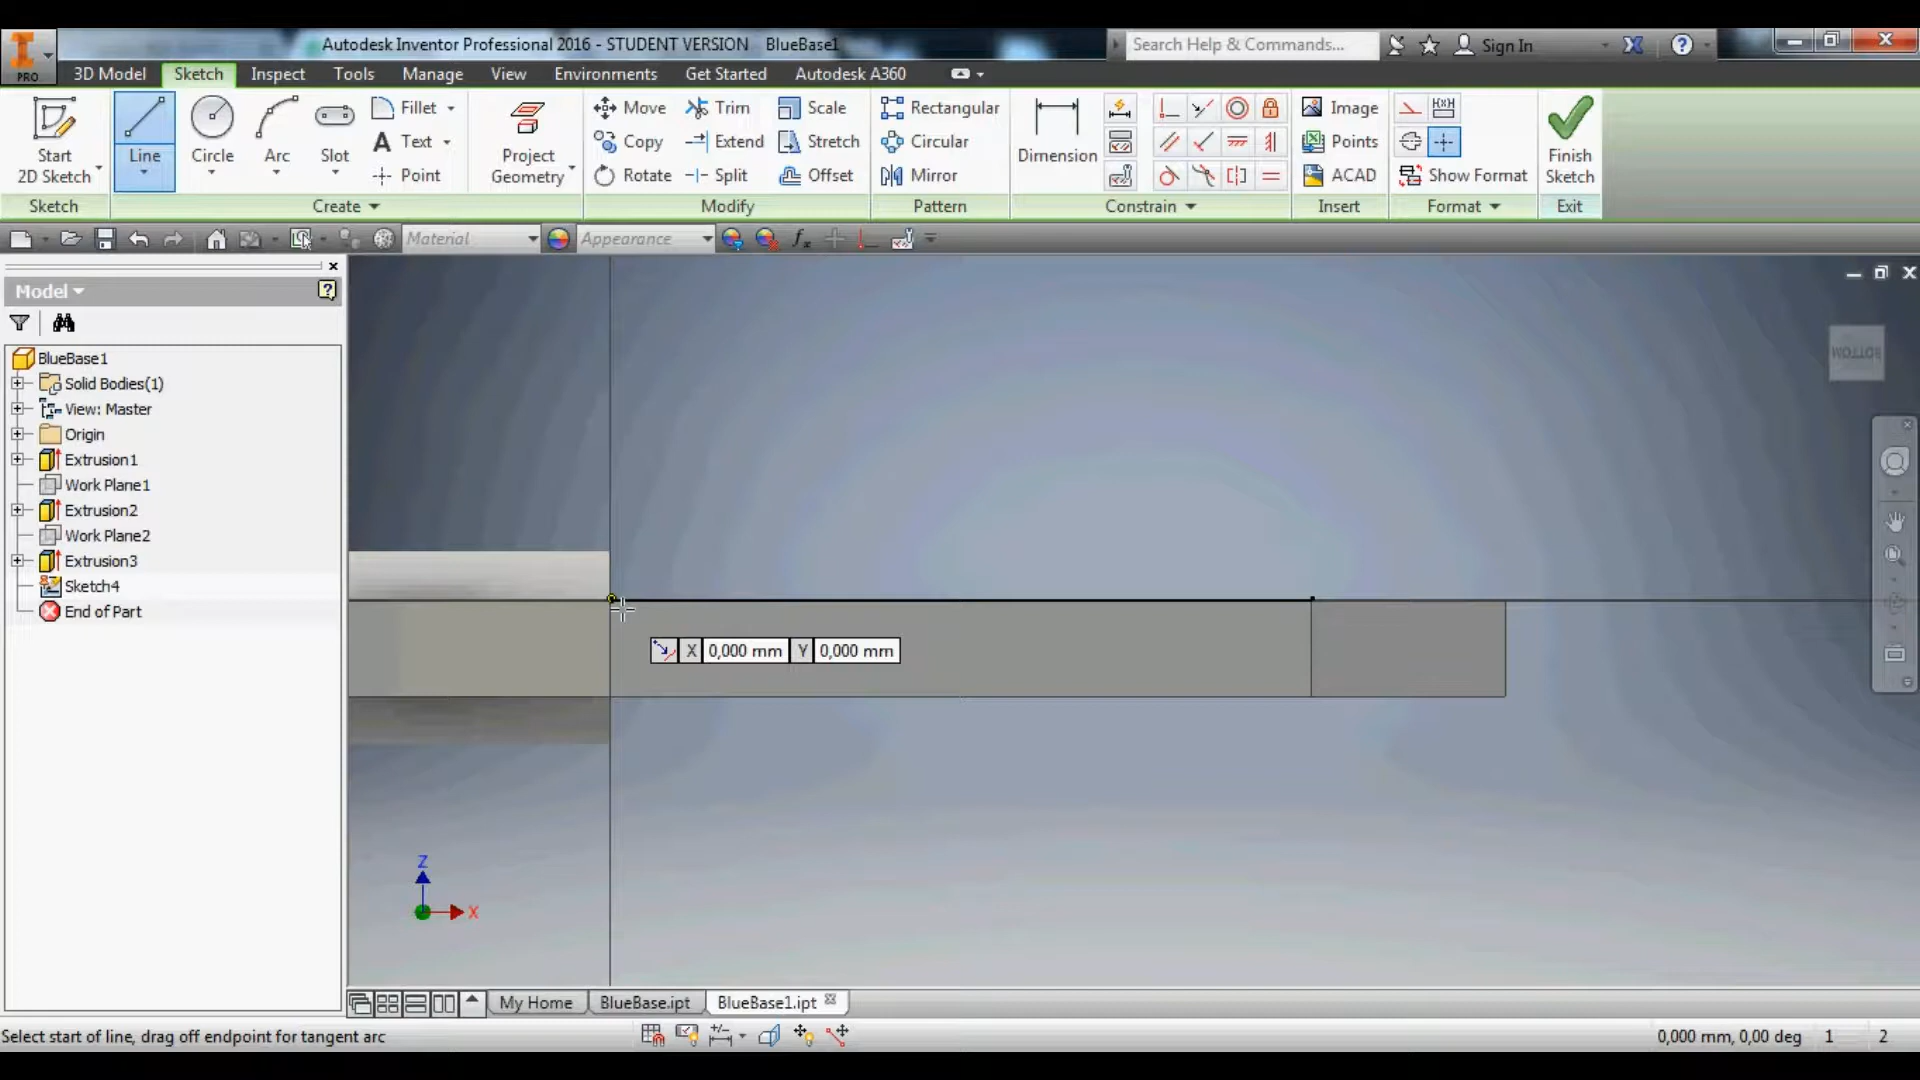 Autodesk Inventor Professional 2016 - STUDENT VERSION BlueBase1
Search Help & Commands...
Sign In
PRO
3D Model Sketch Inspect Tools Manage View Environments Get Started Autodesk A360
Start
2D Sketch
Line
Circle
Arc
Slot
Fillet
Text
Point
Project
Geometry
Move
Copy
Rotate
Trim
Extend
Split
Scale
Stretch
Offset
Rectangular
Circular
Mirror
Dimension
Image
Points
ACAD
Show Format
Finish
Sketch
Sketch Create Modify Pattern Constrain Insert Format Exit
Material Appearance
Model
BlueBase1
Solid Bodies(1)
View: Master
Origin
Extrusion1
Work Plane1
Extrusion2
Work Plane2
Extrusion3
Sketch4
End of Part
BOTTOM
X 0,000 mm Y 0,000 mm
Z
X
My Home BlueBase.ipt BlueBase1.ipt
Select start of line, drag off endpoint for tangent arc
0,000 mm, 0,00 deg 1 2